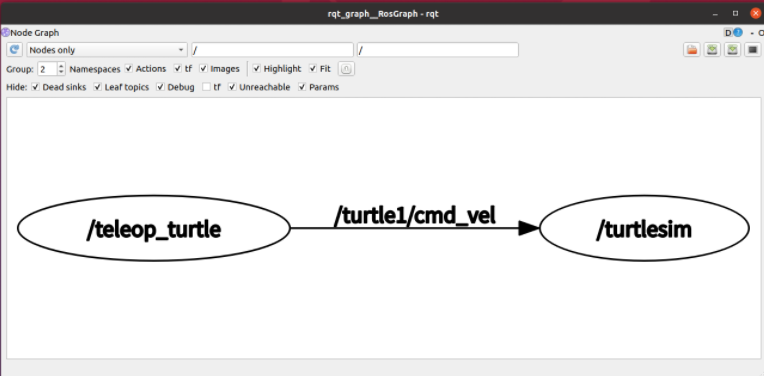 rqt_graph__RosGraph - rqt
Node Graph
D - O
Nodes only / /
Group: 2 Namespaces Actions tf Images Highlight Fit
Hide: Dead sinks Leaf topics Debug tf Unreachable Params
/teleop_turtle /turtle1/cmd_vel /turtlesim